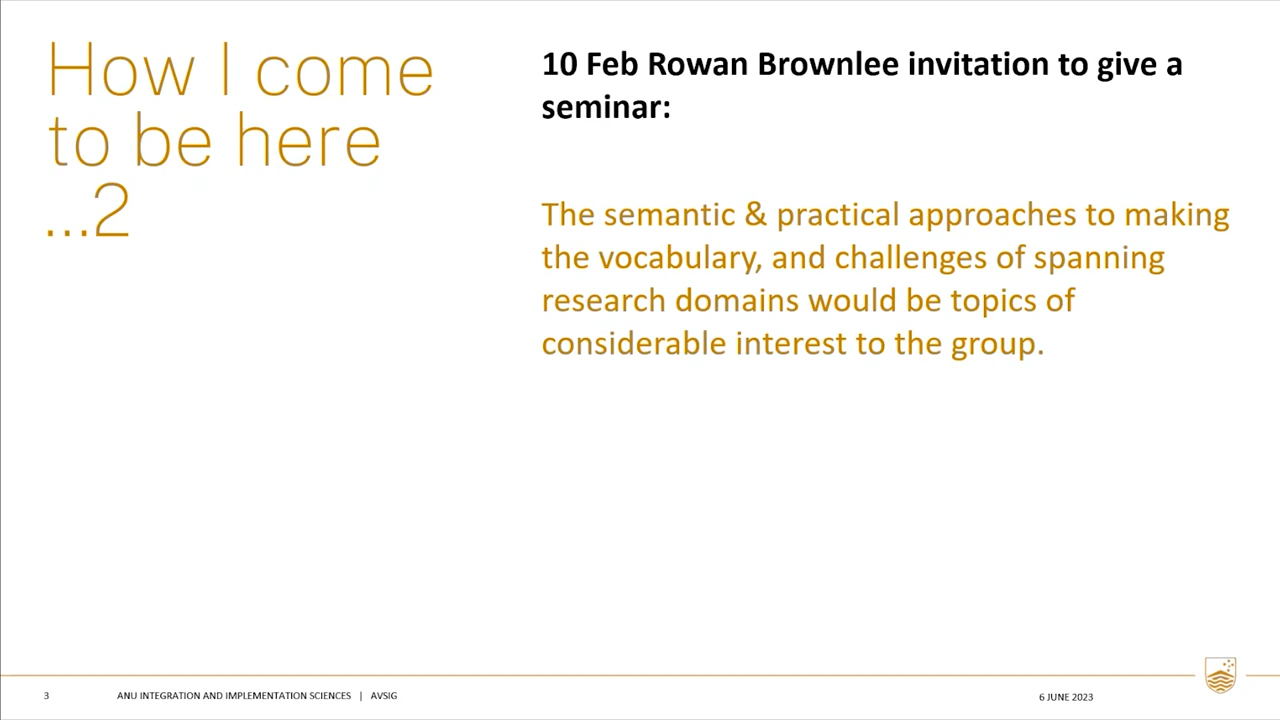 How I come
to be here
...2
10 Feb Rowan Brownlee invitation to give a
seminar:
The semantic & practical approaches to making
the vocabulary, and challenges of spanning
research domains would be topics of
considerable interest to the group.
3 ANU INTEGRATION AND IMPLEMENTATION SCIENCES | AVSIG 6 JUNE 2023